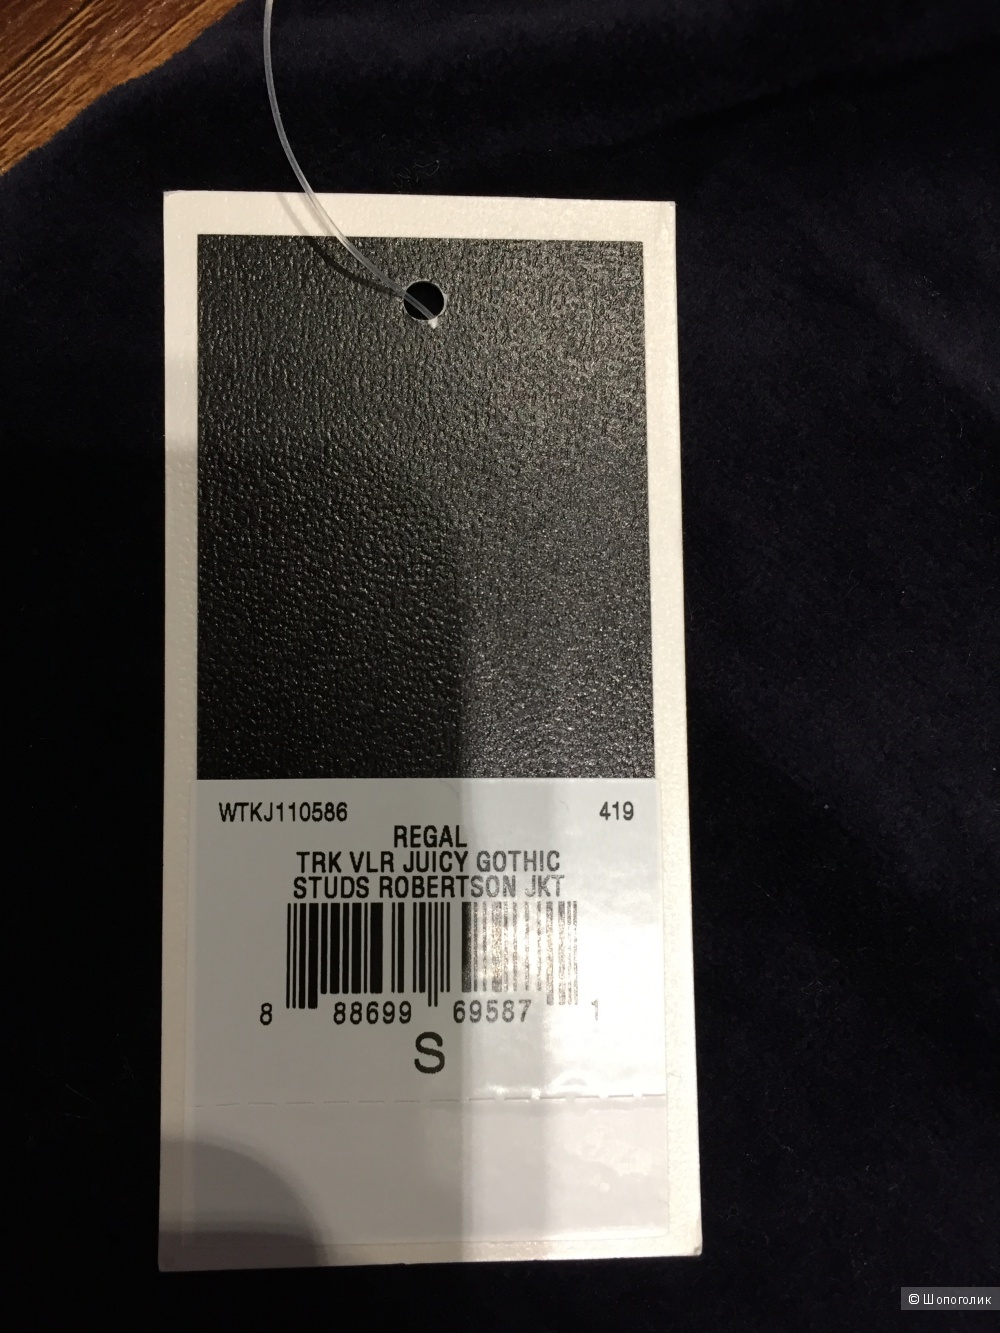 WTKJ110586 419
REGAL
TRK VLR JUICY GOTHIC
STUDS ROBERTSON JKT
8 88699 69587 1
S
© Шопоголик